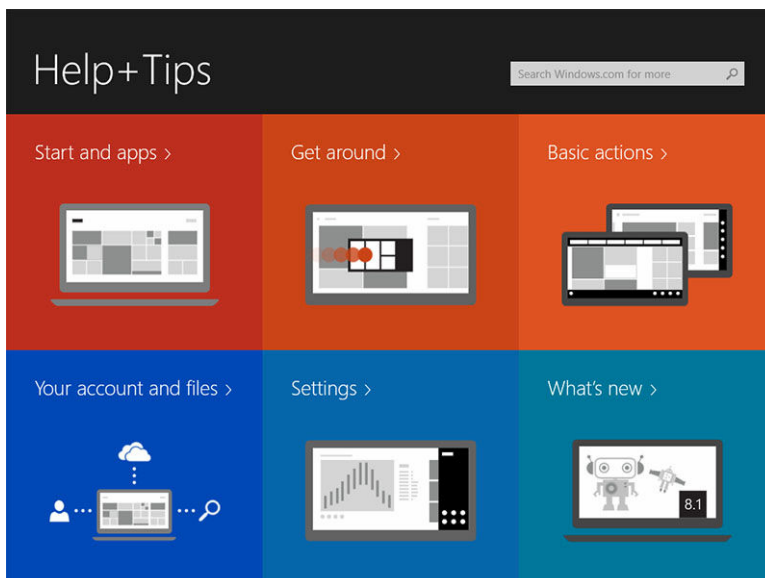 Help+Tips
Search Windows.com for more
Start and apps >
Get around >
Basic actions >
Your account and files >
Settings >
What's new >
8.1